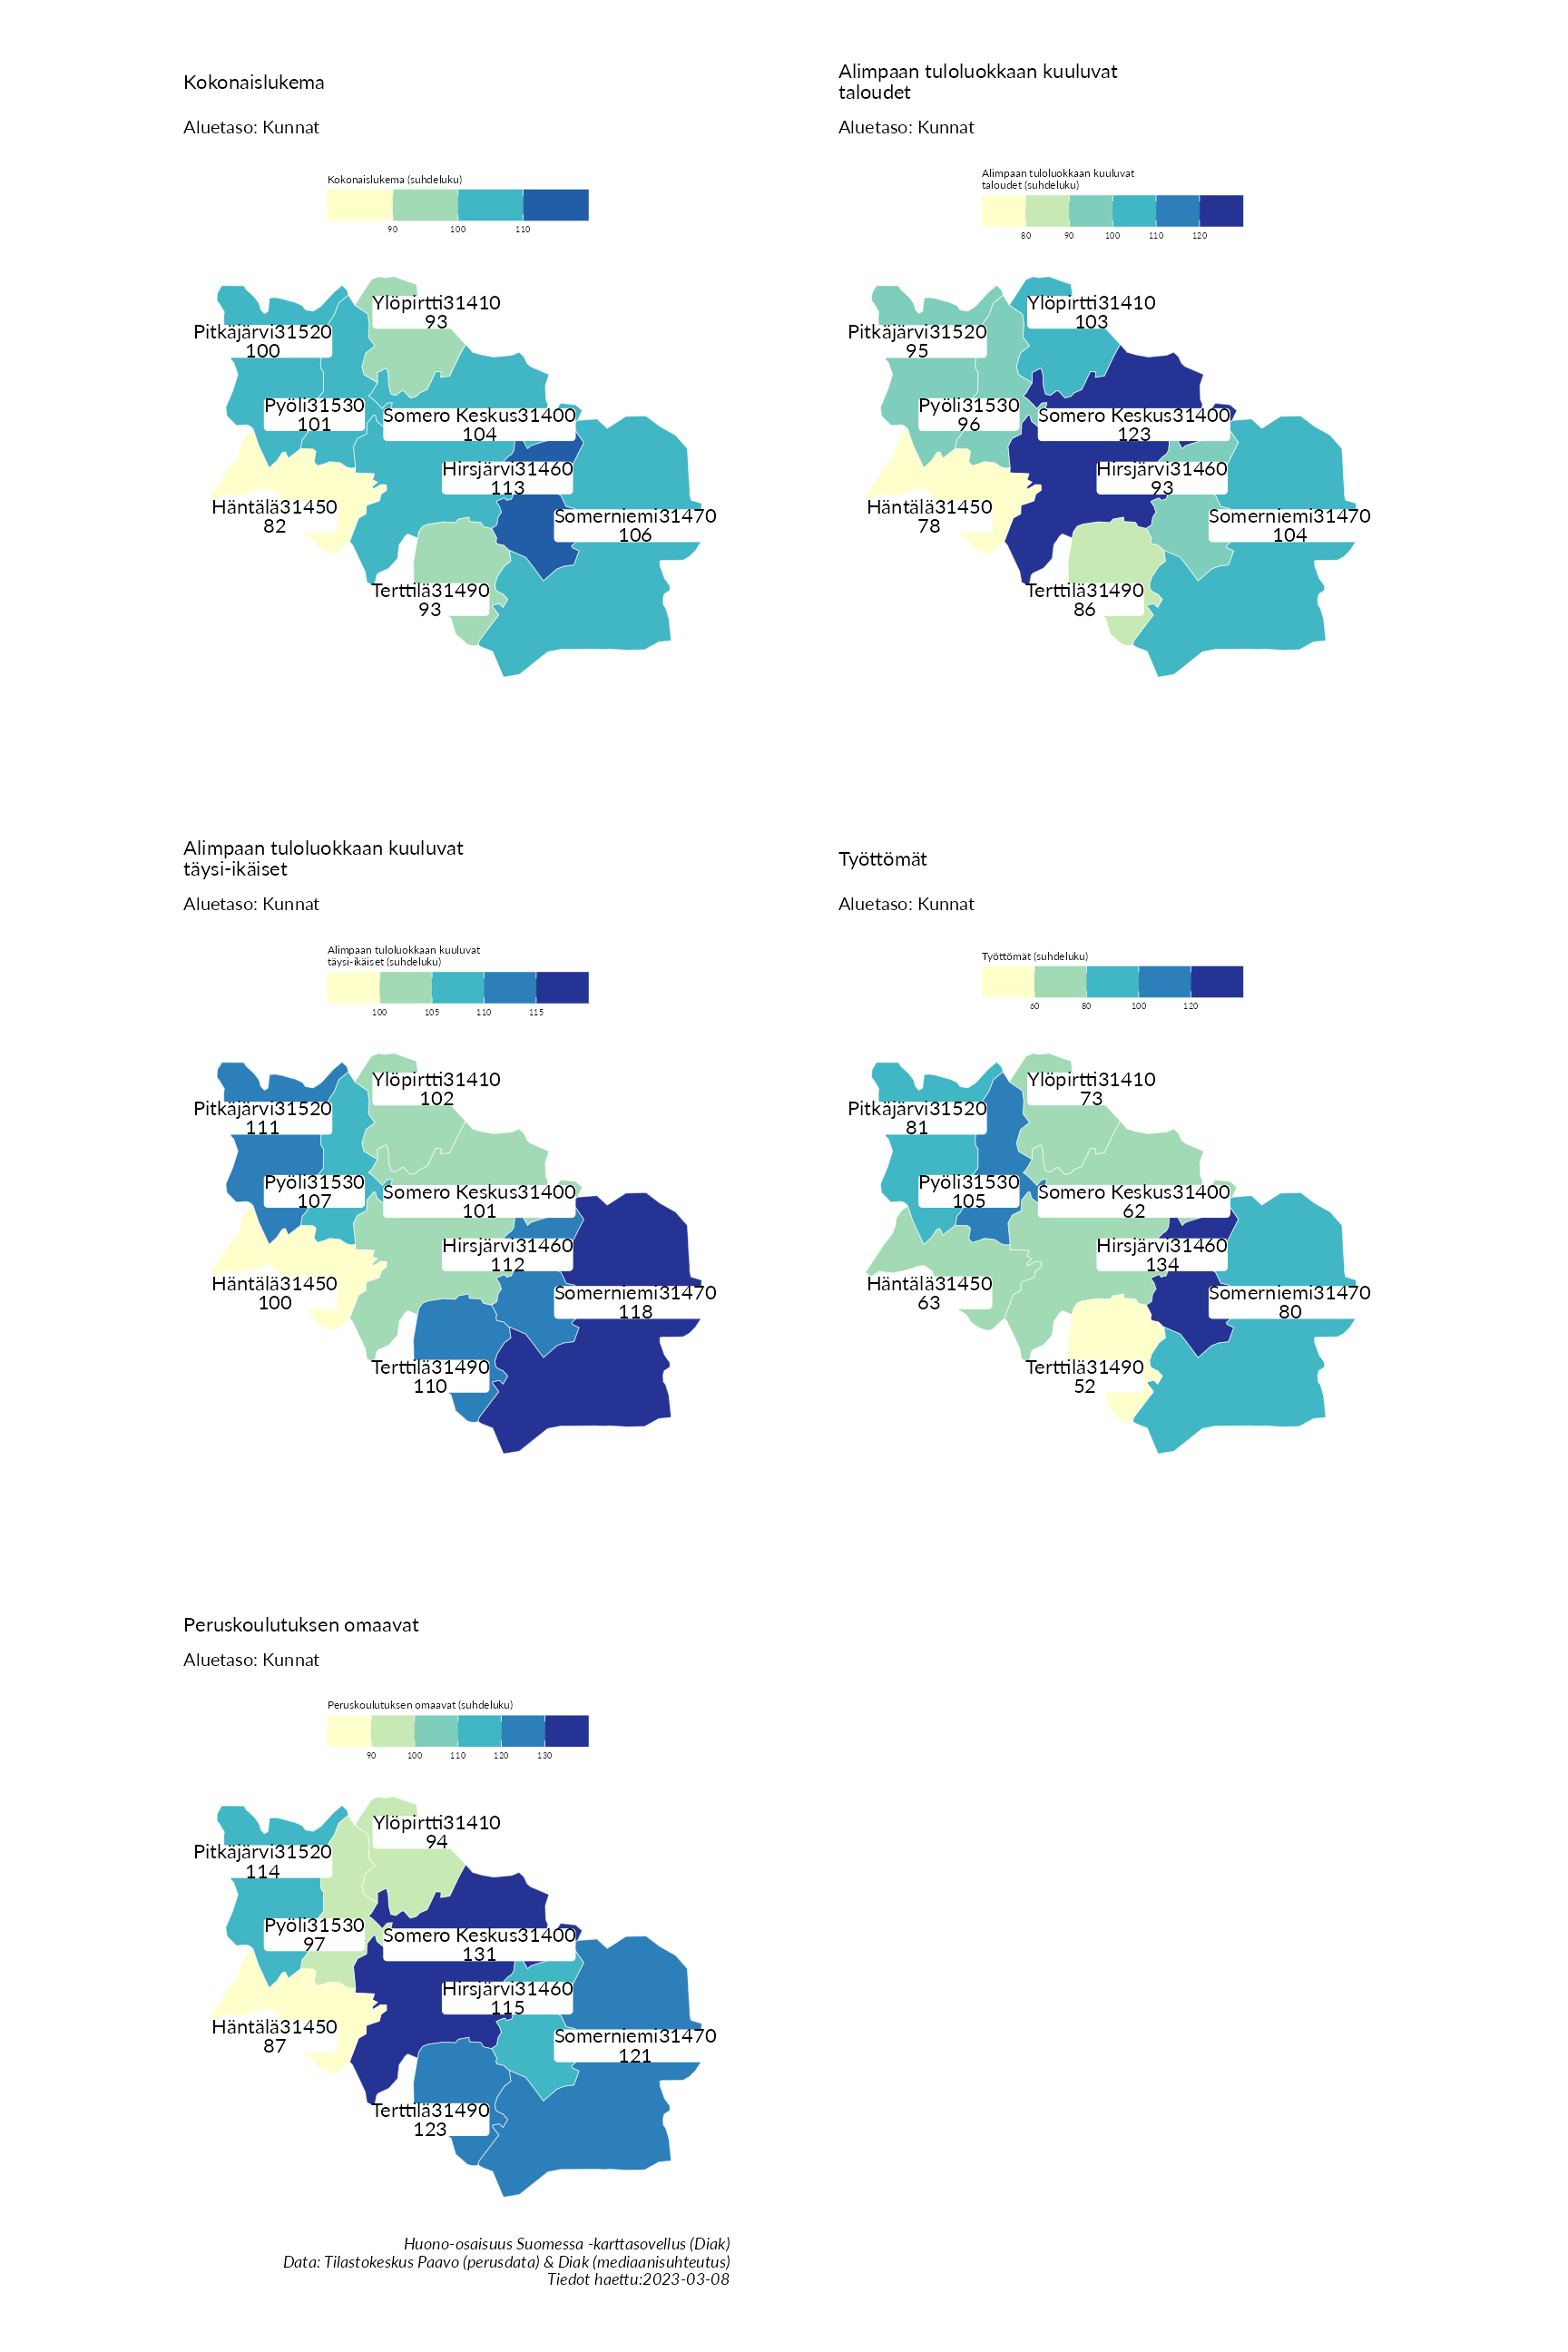 Kokonaislukema
Aluetaso: Kunnat
Kokonaislukema (suhdeluku)
90 100 110
Ylöpirtti31410
93
Pitkäjärvi31520
100
Pyöli31530
101
Somero Keskus31400
104
Hirsjärvi31460
113
Häntälä31450
82
Somerniemi31470
106
Terttilä31490
93
Alimpaan tuloluokkaan kuuluvat
taloudet
Aluetaso: Kunnat
Alimpaan tuloluokkaan kuuluvat
taloudet (suhdeluku)
80 90 100 110 120
Ylöpirtti31410
103
Pitkäjärvi31520
95
Pyöli31530
96
Somero Keskus31400
123
Hirsjärvi31460
93
Häntälä31450
78
Somerniemi31470
104
Terttilä31490
86
Alimpaan tuloluokkaan kuuluvat
täysi-ikäiset
Aluetaso: Kunnat
Alimpaan tuloluokkaan kuuluvat
täysi-ikäiset (suhdeluku)
100 105 110 115
Ylöpirtti31410
102
Pitkäjärvi31520
111
Pyöli31530
107
Somero Keskus31400
101
Hirsjärvi31460
112
Häntälä31450
100
Somerniemi31470
118
Terttilä31490
110
Työttömät
Aluetaso: Kunnat
Työttömät (suhdeluku)
60 80 100 120
Ylöpirtti31410
73
Pitkäjärvi31520
81
Pyöli31530
105
Somero Keskus31400
62
Hirsjärvi31460
134
Häntälä31450
63
Somerniemi31470
80
Terttilä31490
52
Peruskoulutuksen omaavat
Aluetaso: Kunnat
Peruskoulutuksen omaavat (suhdeluku)
90 100 110 120 130
Ylöpirtti31410
94
Pitkäjärvi31520
114
Pyöli31530
97
Somero Keskus31400
131
Hirsjärvi31460
115
Häntälä31450
87
Somerniemi31470
121
Terttilä31490
123
Huono-osaisuus Suomessa -karttasovellus (Diak)
Data: Tilastokeskus Paavo (perusdata) & Diak (mediaanisuhteutus)
Tiedot haettu:2023-03-08